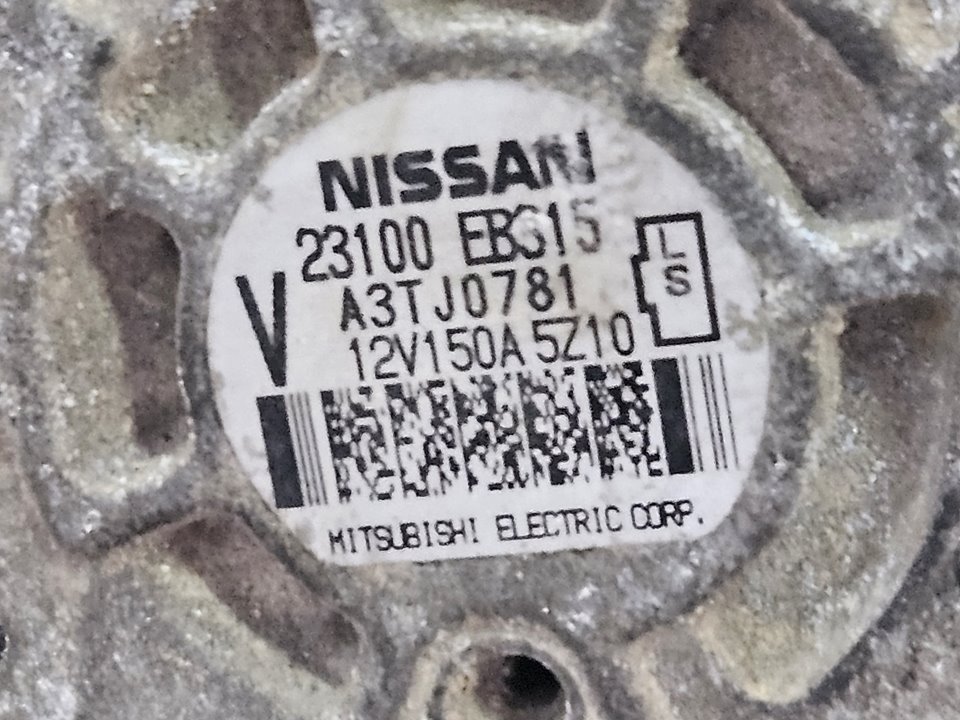 NISSAN
23100 EB315
V
A3TJ0781
12V150A 5Z10
L
S
MITSUBISHI ELECTRIC CORP.